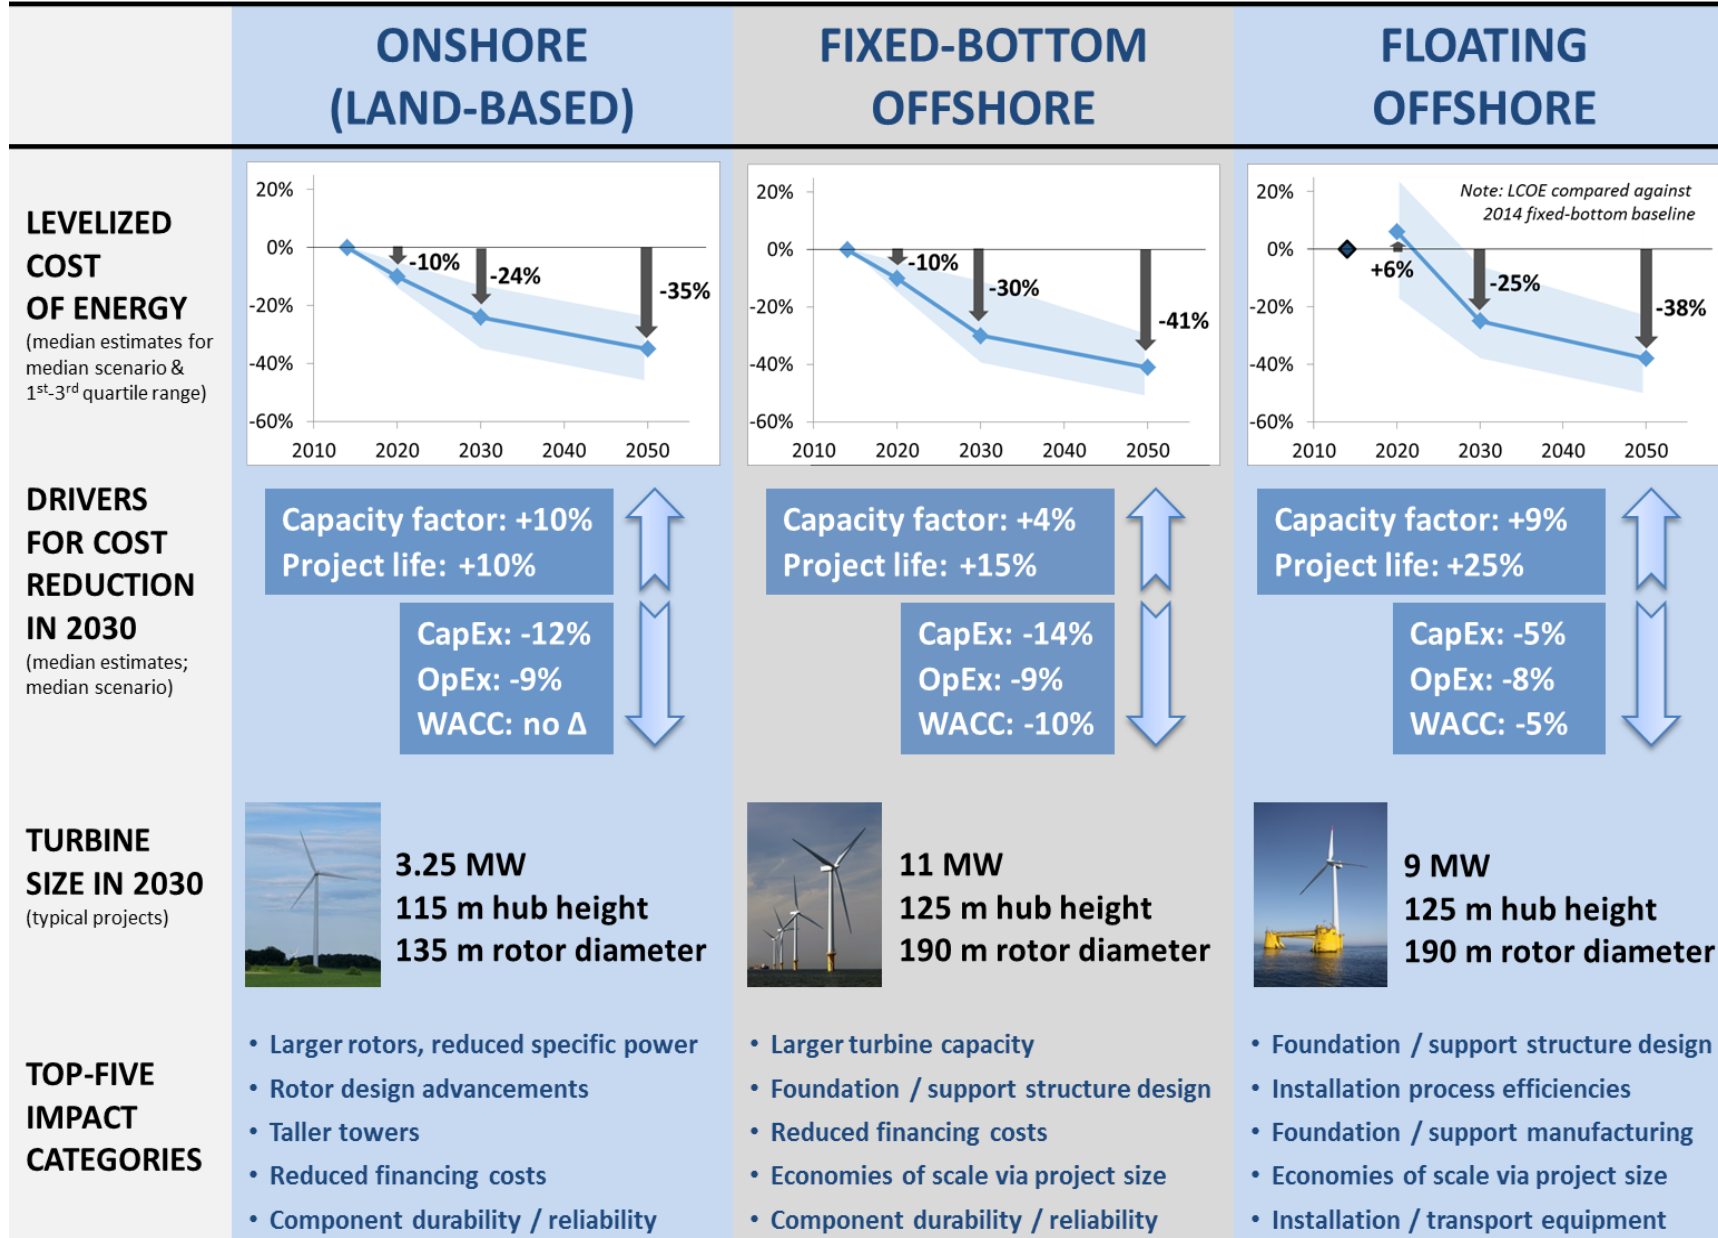 ONSHORE
(LAND-BASED)
FIXED-BOTTOM
OFFSHORE
FLOATING
OFFSHORE
LEVELIZED
COST
OF ENERGY
(median estimates for
median scenario &
1st-3rd quartile range)
20%
0%
-20%
-40%
-60%
-10%
-24%
-35%
2010 2020 2030 2040 2050
20%
0%
-20%
-40%
-60%
-10%
-30%
-41%
2010 2020 2030 2040 2050
Note: LCOE compared against
2014 fixed-bottom baseline
20%
0%
-20%
-40%
-60%
+6%
-25%
-38%
2010 2020 2030 2040 2050
DRIVERS
FOR COST
REDUCTION
IN 2030
(median estimates;
median scenario)
Capacity factor: +10%
Project life: +10%
CapEx: -12%
OpEx: -9%
WACC: no Δ
Capacity factor: +4%
Project life: +15%
CapEx: -14%
OpEx: -9%
WACC: -10%
Capacity factor: +9%
Project life: +25%
CapEx: -5%
OpEx: -8%
WACC: -5%
TURBINE
SIZE IN 2030
(typical projects)
3.25 MW
115 m hub height
135 m rotor diameter
11 MW
125 m hub height
190 m rotor diameter
9 MW
125 m hub height
190 m rotor diameter
TOP-FIVE
IMPACT
CATEGORIES
• Larger rotors, reduced specific power
• Rotor design advancements
• Taller towers
• Reduced financing costs
• Component durability / reliability
• Larger turbine capacity
• Foundation / support structure design
• Reduced financing costs
• Economies of scale via project size
• Component durability / reliability
• Foundation / support structure design
• Installation process efficiencies
• Foundation / support manufacturing
• Economies of scale via project size
• Installation / transport equipment